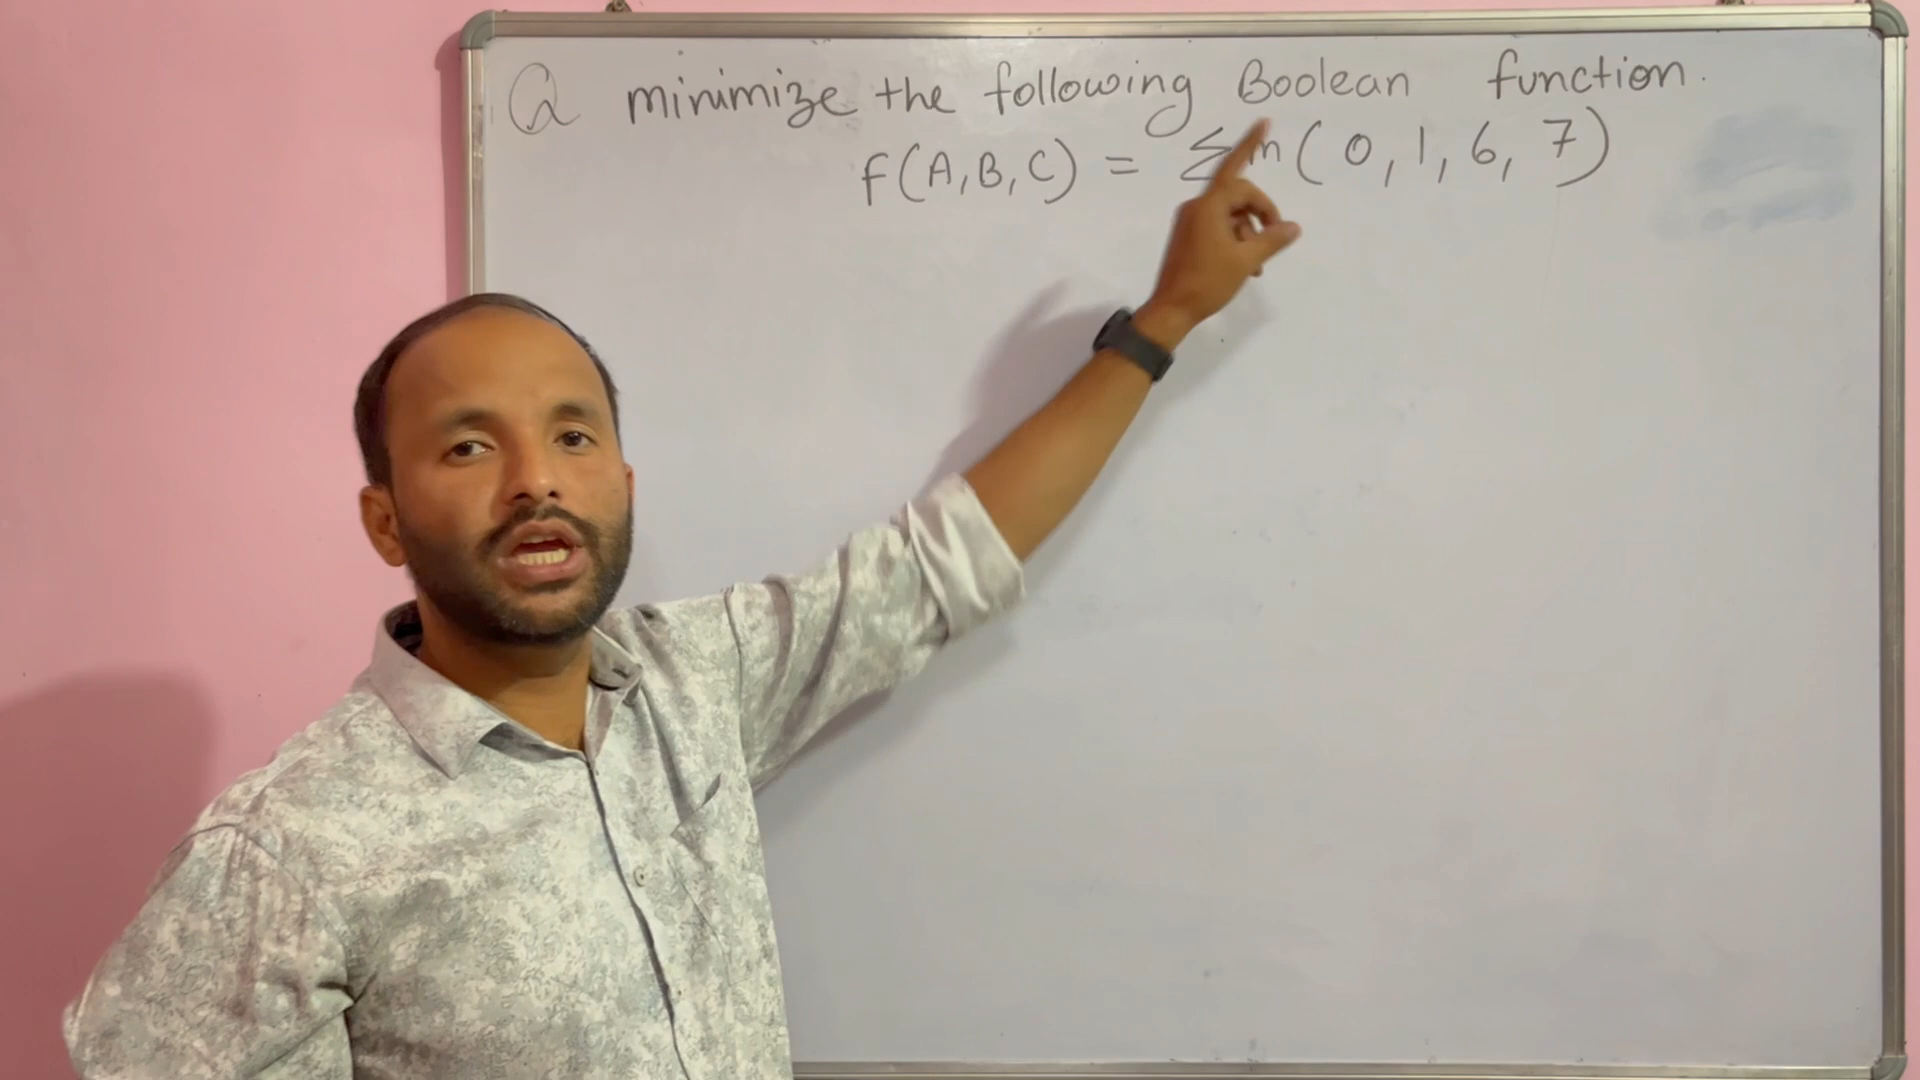 Q minimize the following Boolean function.
f(A,B,C) = Σm(0,1,6,7)